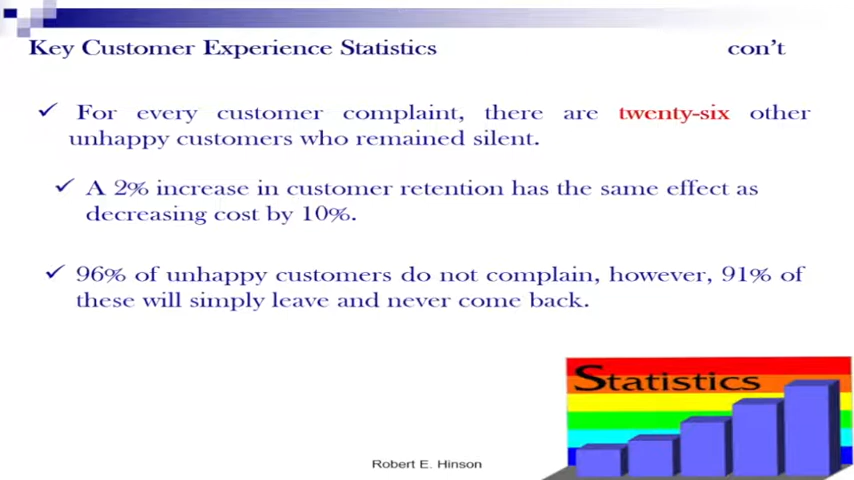 Key Customer Experience Statistics con't
For every customer complaint, there are twenty-six other
unhappy customers who remained silent.
A 2% increase in customer retention has the same effect as
decreasing cost by 10%.
96% of unhappy customers do not complain, however, 91% of
these will simply leave and never come back.
Statistics
Robert E. Hinson